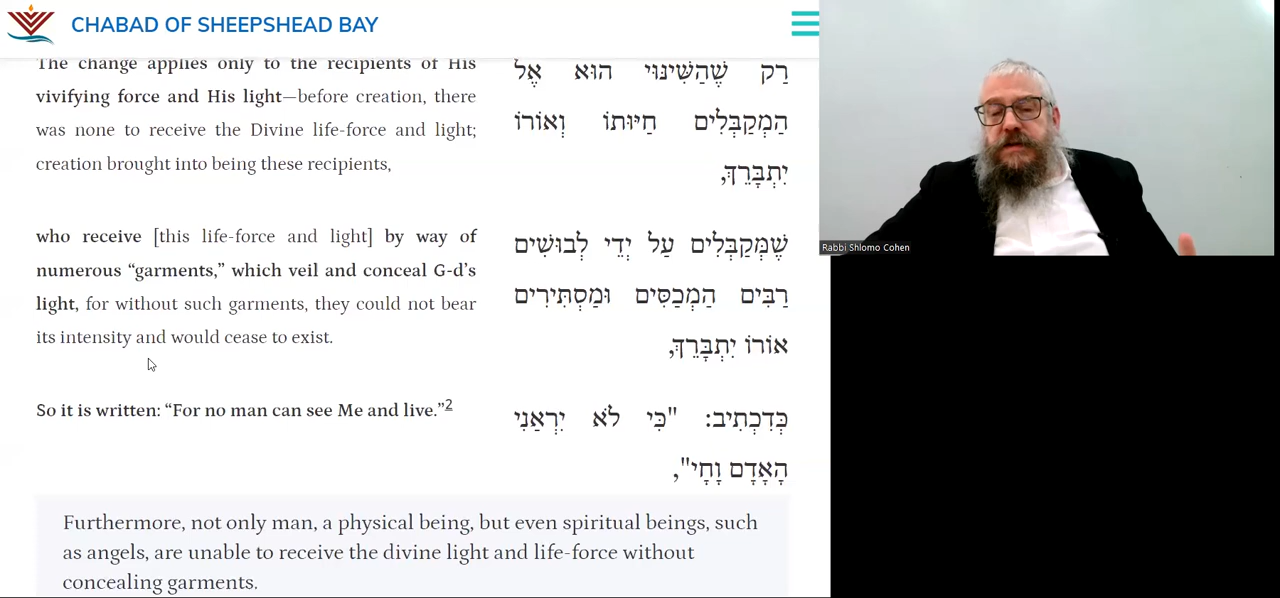 CHABAD OF SHEEPSHEAD BAY
The change applies only to the recipients of His
vivifying force and His light—before creation, there
was none to receive the Divine life-force and light;
creation brought into being these recipients,
רַק שֶׁהַשִּׁינּוּי הוּא אֶל
הַמְקַבְּלִים חַיּוּתוֹ וְאוֹרוֹ
יִתְבָּרֵךְ,
who receive [this life-force and light] by way of
numerous “garments,” which veil and conceal G-d’s
light, for without such garments, they could not bear
its intensity and would cease to exist.
שֶׁמְּקַבְּלִים עַל יְדֵי לְבוּשִׁים
רַבִּים הַמְכַסִּים וּמַסְתִּירִים
אוֹרוֹ יִתְבָּרֵךְ,
So it is written: “For no man can see Me and live.”2
כְּדִכְתִיב: "כִּי לֹא יִרְאַנִי
הָאָדָם וָחָי",
Furthermore, not only man, a physical being, but even spiritual beings, such
as angels, are unable to receive the divine light and life-force without
concealing garments.
Rabbi Shlomo Cohen